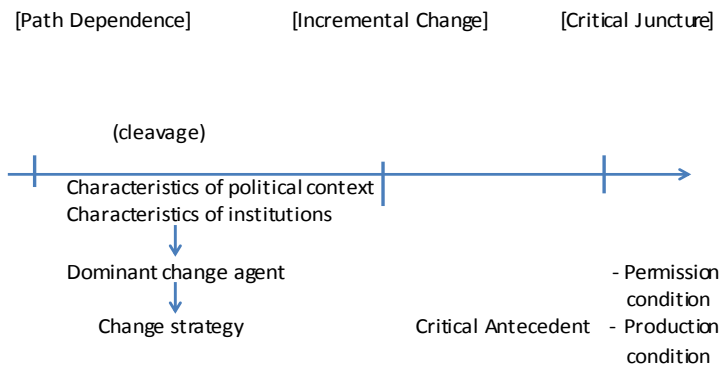 [Path Dependence] [Incremental Change] [Critical Juncture]
(cleavage)
Characteristics of political context
Characteristics of institutions
Dominant change agent
- Permission
condition
Change strategy
Critical Antecedent
- Production
condition